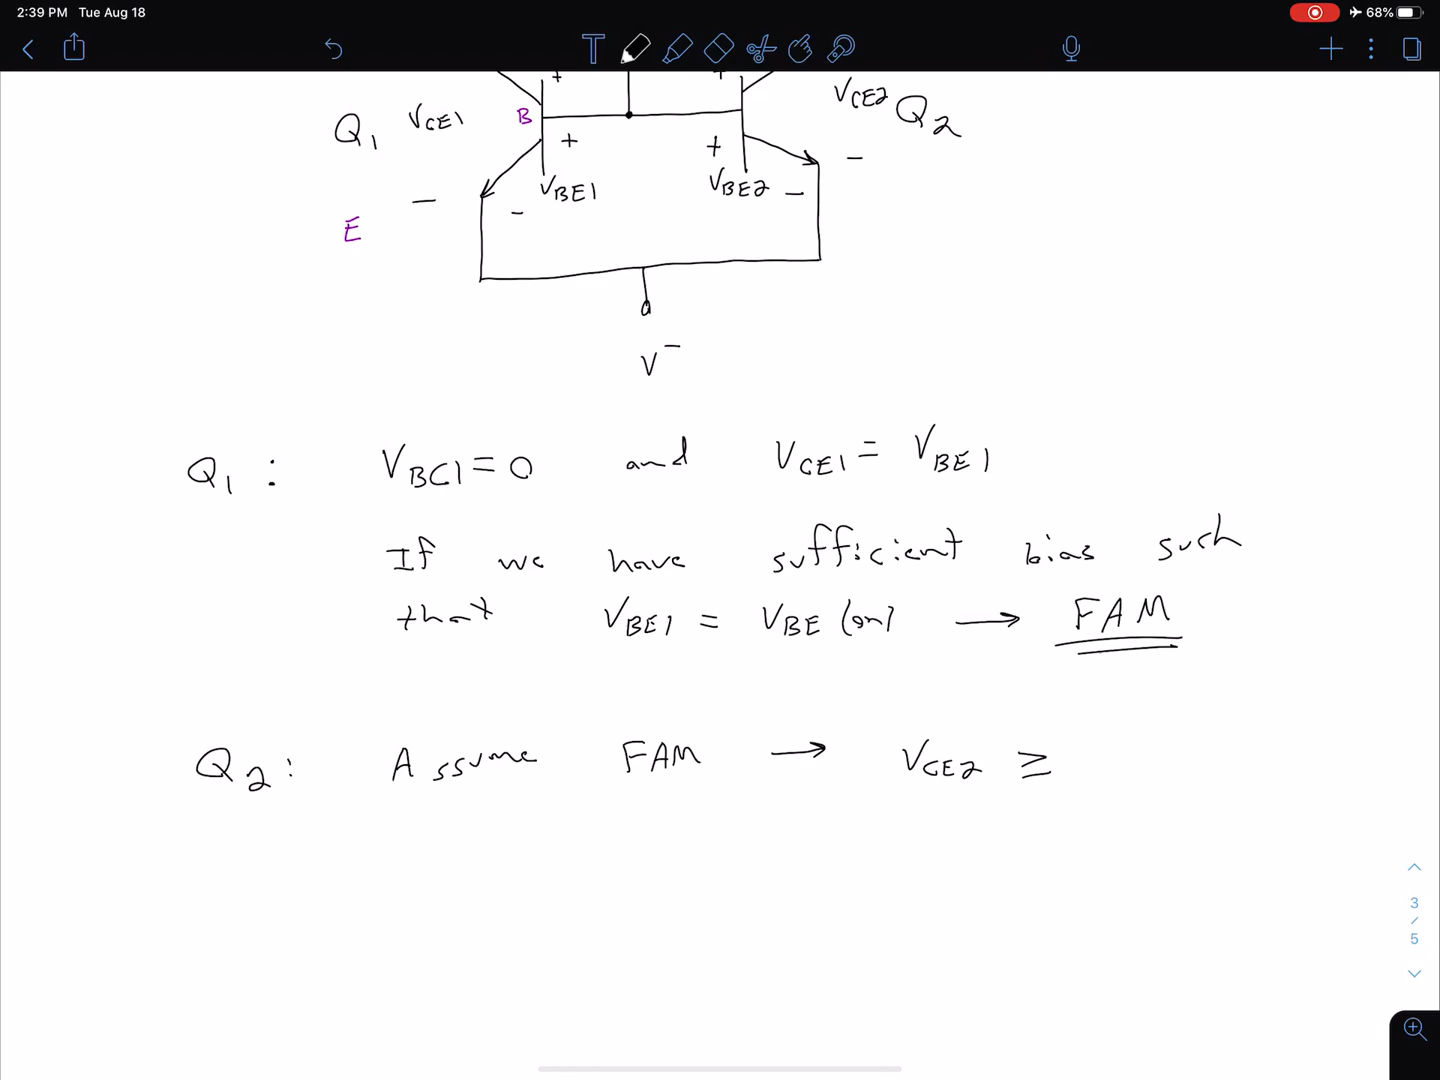 2:39 PM Tue Aug 18
68%
+ +
Q1 VCE1 B VCE2 Q2
+ + −
VBE1 VBE2 −
− −
E
V−
Q1: VBC1 = 0 and VCE1 = VBE1
If we have sufficient bias such
that VBE1 = VBE (on) → FAM
Q2: Assume FAM → VCE2 ≥
3
/
5